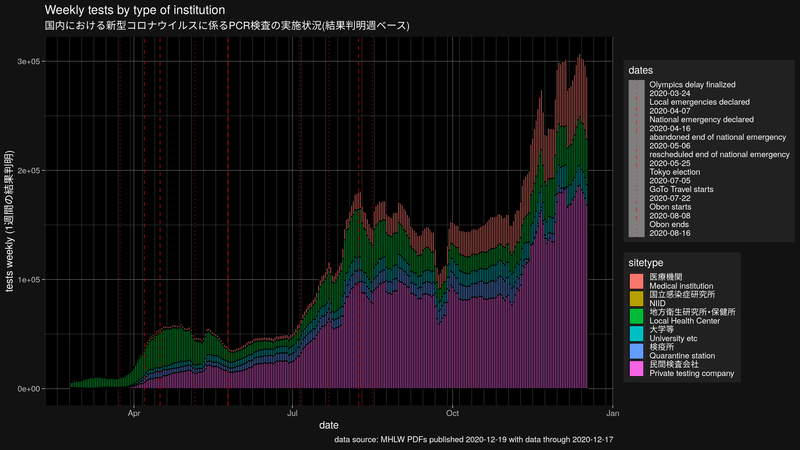 Weekly tests by type of institution
国内における新型コロナウイルスに係るPCR検査の実施状況(結果判明週ベース)
tests weekly (1週間の結果判明)
3e+05
2e+05
1e+05
0e+00
Apr
Jul
Oct
Jan
date
dates
Olympics delay finalized
2020-03-24
Local emergencies declared
2020-04-07
National emergency declared
2020-04-16
abandoned end of national emergency
2020-05-06
rescheduled end of national emergency
2020-05-25
Tokyo election
2020-07-05
GoTo Travel starts
2020-07-22
Obon starts
2020-08-08
Obon ends
2020-08-16
sitetype
医療機関
Medical institution
国立感染症研究所
NIID
地方衛生研究所・保健所
Local Health Center
大学等
University etc
検疫所
Quarantine station
民間検査会社
Private testing company
data source: MHLW PDFs published 2020-12-19 with data through 2020-12-17